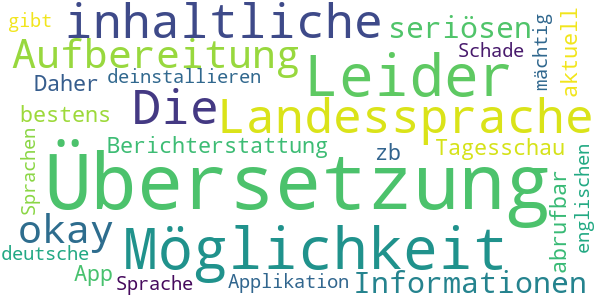 gibt
inhaltliche
seriösen
mächtig
aktuell
Aufbereitung
Schade
Daher
deinstallieren
Leider
bestens
Die
Landessprache
Sprachen
Berichterstattung
zb
Tagesschau
Übersetzung
englischen
abrufbar
okay
Möglichkeit
deutsche
App
Sprache
Applikation
Informationen